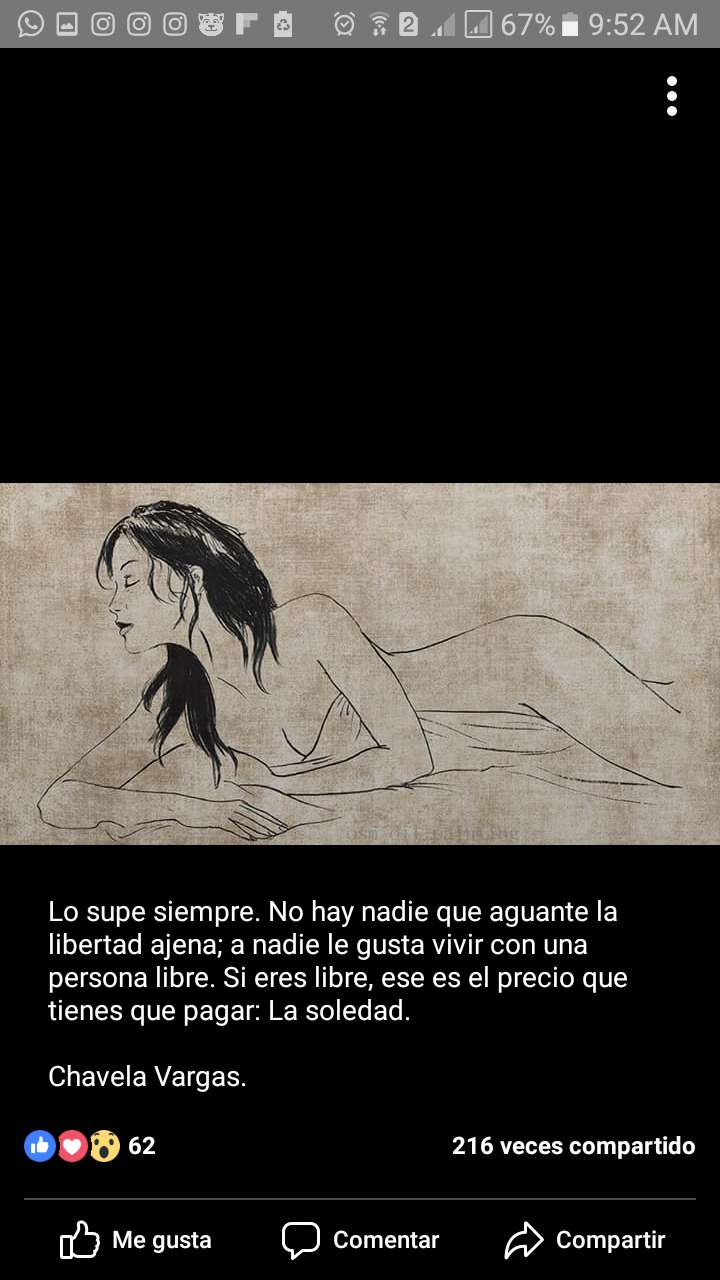 2 67% 9:52 AM
Lo supe siempre. No hay nadie que aguante la
libertad ajena; a nadie le gusta vivir con una
persona libre. Si eres libre, ese es el precio que
tienes que pagar: La soledad.
Chavela Vargas.
62 216 veces compartido
Me gusta Comentar Compartir